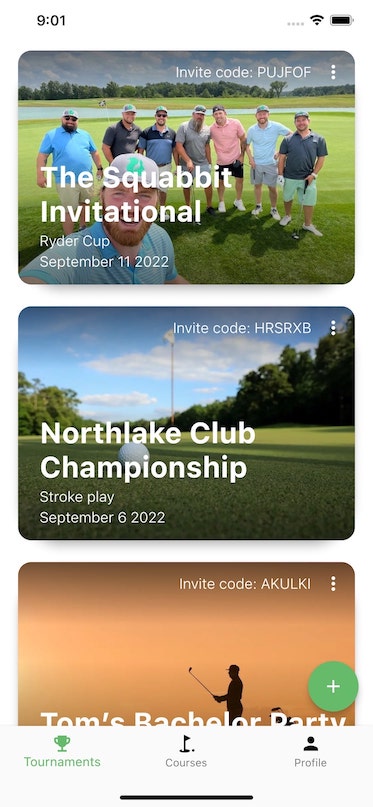 9:01
Invite code: PUJFOF
The Squabbit
Invitational
Ryder Cup
September 11 2022
Invite code: HRSRXB
Northlake Club
Championship
Stroke play
September 6 2022
Invite code: AKULKI
Tom's Bachelor Party
Tournaments
Courses
Profile